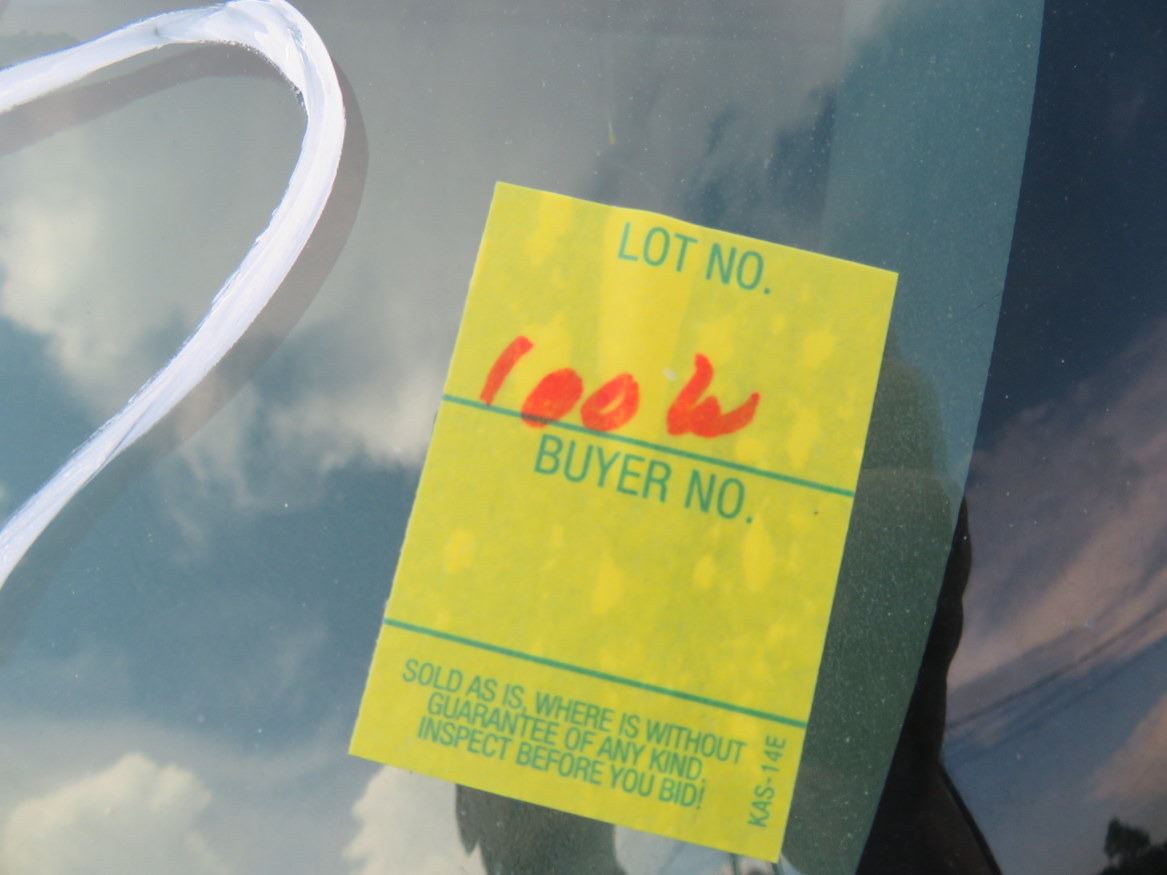 LOT NO.
100W
BUYER NO.
SOLD AS IS, WHERE IS WITHOUT
GUARANTEE OF ANY KIND,
INSPECT BEFORE YOU BID!
KAS-14E